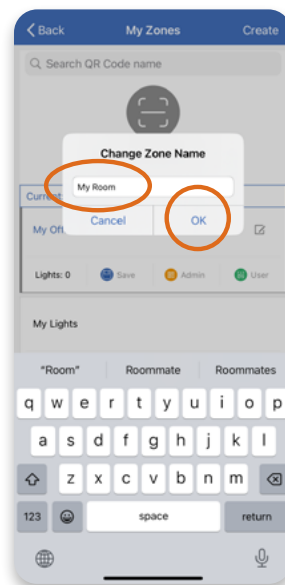 Back My Zones Create
Search QR Code name
Change Zone Name
My Room
Current
Cancel OK
My Off
Lights: 0 Save Admin User
My Lights
"Room" Roommate Roommates
q w e r t y u i o p
a s d f g h j k l
z x c v b n m
123 space return